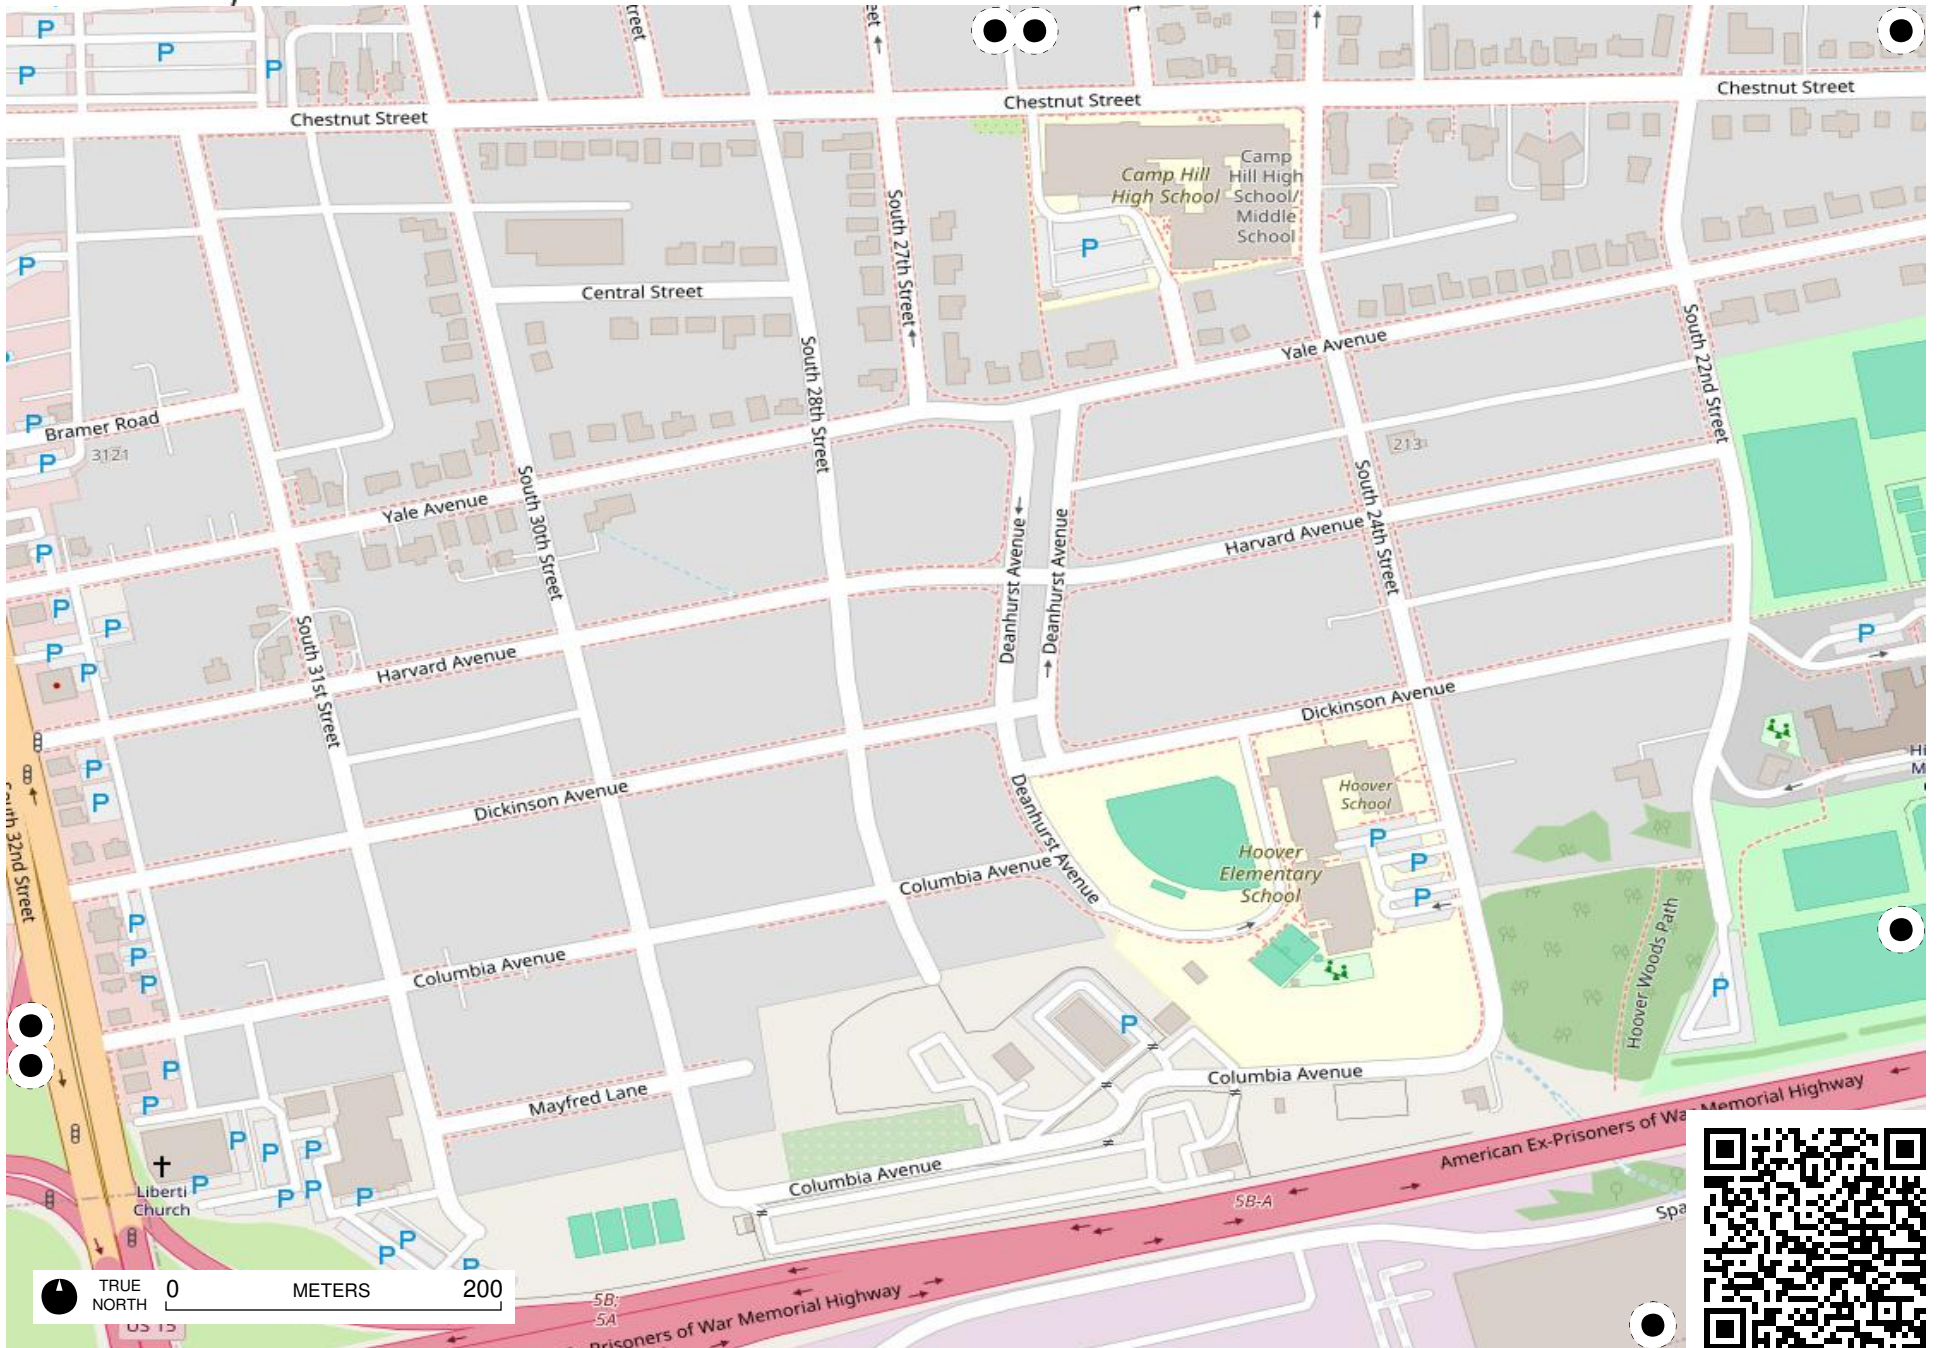 Chestnut Street
Chestnut Street
Chestnut Street
Camp Hill
High School
Camp
Hill High
School/
Middle
School
South 27th Street
Central Street
South 28th Street
South 22nd Street
Yale Avenue
Bramer Road
3121
213
Yale Avenue
South 30th Street
South 24th Street
Harvard Avenue
Deanhurst Avenue
Deanhurst Avenue
South 31st Street
Harvard Avenue
Dickinson Avenue
Dickinson Avenue
Hoover
School
Deanhurst Avenue
Hoover
Elementary
School
Columbia Avenue
South 32nd Street
Columbia Avenue
Hoover Woods Path
Columbia Avenue
Mayfred Lane
American Ex-Prisoners of War Memorial Highway
Columbia Avenue
Liberti
Church
5B-A
Spa
TRUE
NORTH
0 METERS 200
5B;
5A
Prisoners of War Memorial Highway
US 15